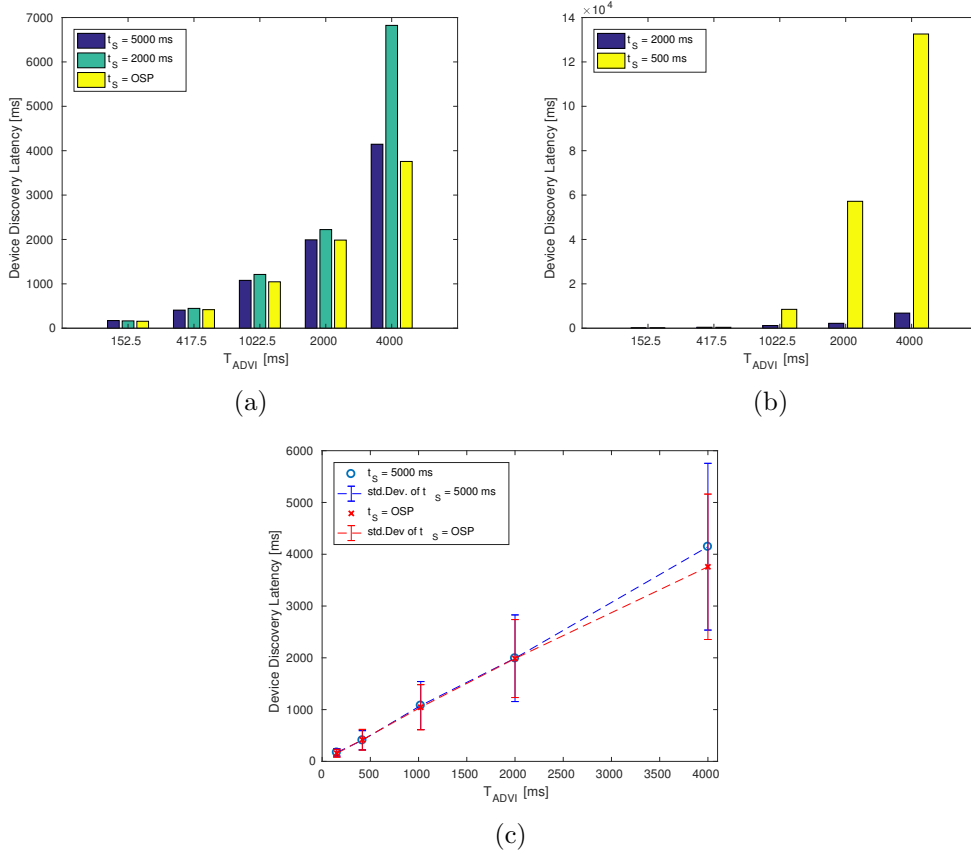 7000
6000
5000
4000
3000
2000
1000
0
Device Discovery Latency [ms]
t_S = 5000 ms
t_S = 2000 ms
t_S = OSP
152.5 417.5 1022.5 2000 4000
T_ADVI [ms]
(a)
× 10^4
14
12
10
8
6
4
2
0
Device Discovery Latency [ms]
t_S = 2000 ms
t_S = 500 ms
152.5 417.5 1022.5 2000 4000
T_ADVI [ms]
(b)
6000
5000
4000
3000
2000
1000
0
Device Discovery Latency [ms]
t_S = 5000 ms
std.Dev. of t_S = 5000 ms
t_S = OSP
std.Dev of t_S = OSP
0 500 1000 1500 2000 2500 3000 3500 4000
T_ADVI [ms]
(c)